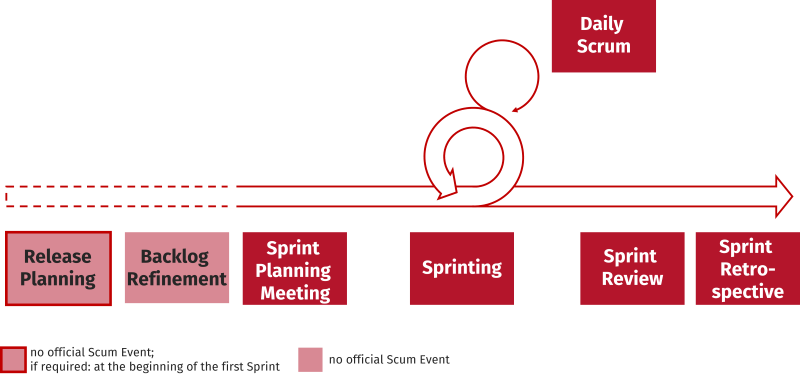 Daily
Scrum
Release
Planning
Backlog
Refinement
Sprint
Planning
Meeting
Sprinting
Sprint
Review
Sprint
Retro-
spective
no official Scum Event;
if required: at the beginning of the first Sprint
no official Scum Event